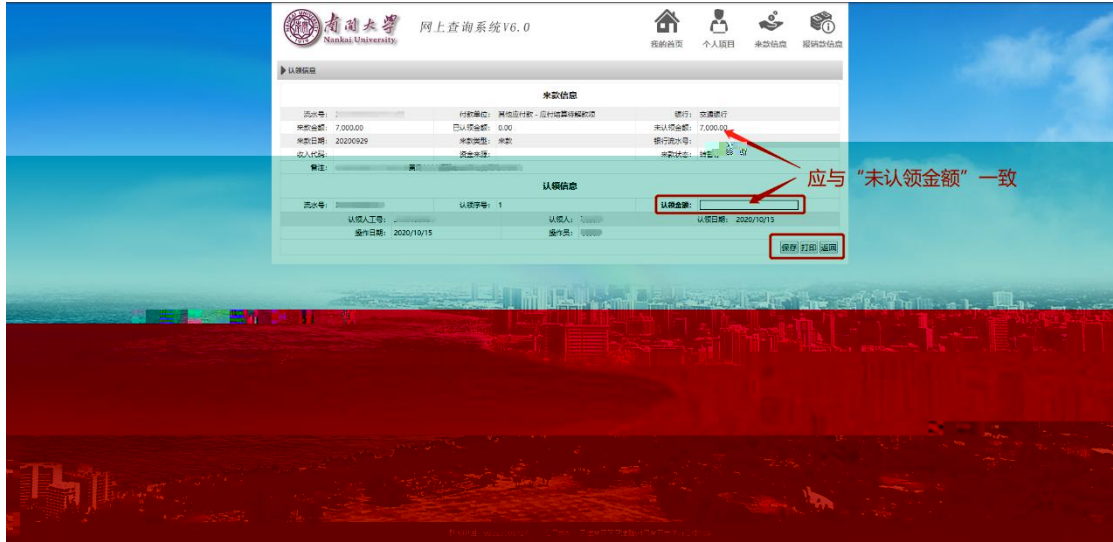 南开大学
Nankai University
网上查询系统V6.0
我的首页 个人项目 来款信息 报销款信息
认领信息
来款信息
流水号: 付款单位: 其他应付款 - 应付结算待解款项 银行: 交通银行
来款金额: 7,000.00 已认领金额: 0.00 未认领金额: 7,000.00
来款日期: 20200929 来款类型: 来款 银行流水号:
收入代码: 资金来源: 来款状态:
备注:
应与“未认领金额”一致
认领信息
流水号: 认领序号: 1 认领金额:
认领人工号: 认领人: 认领日期: 2020/10/15
操作日期: 2020/10/15 操作员:
保存 打印 返回